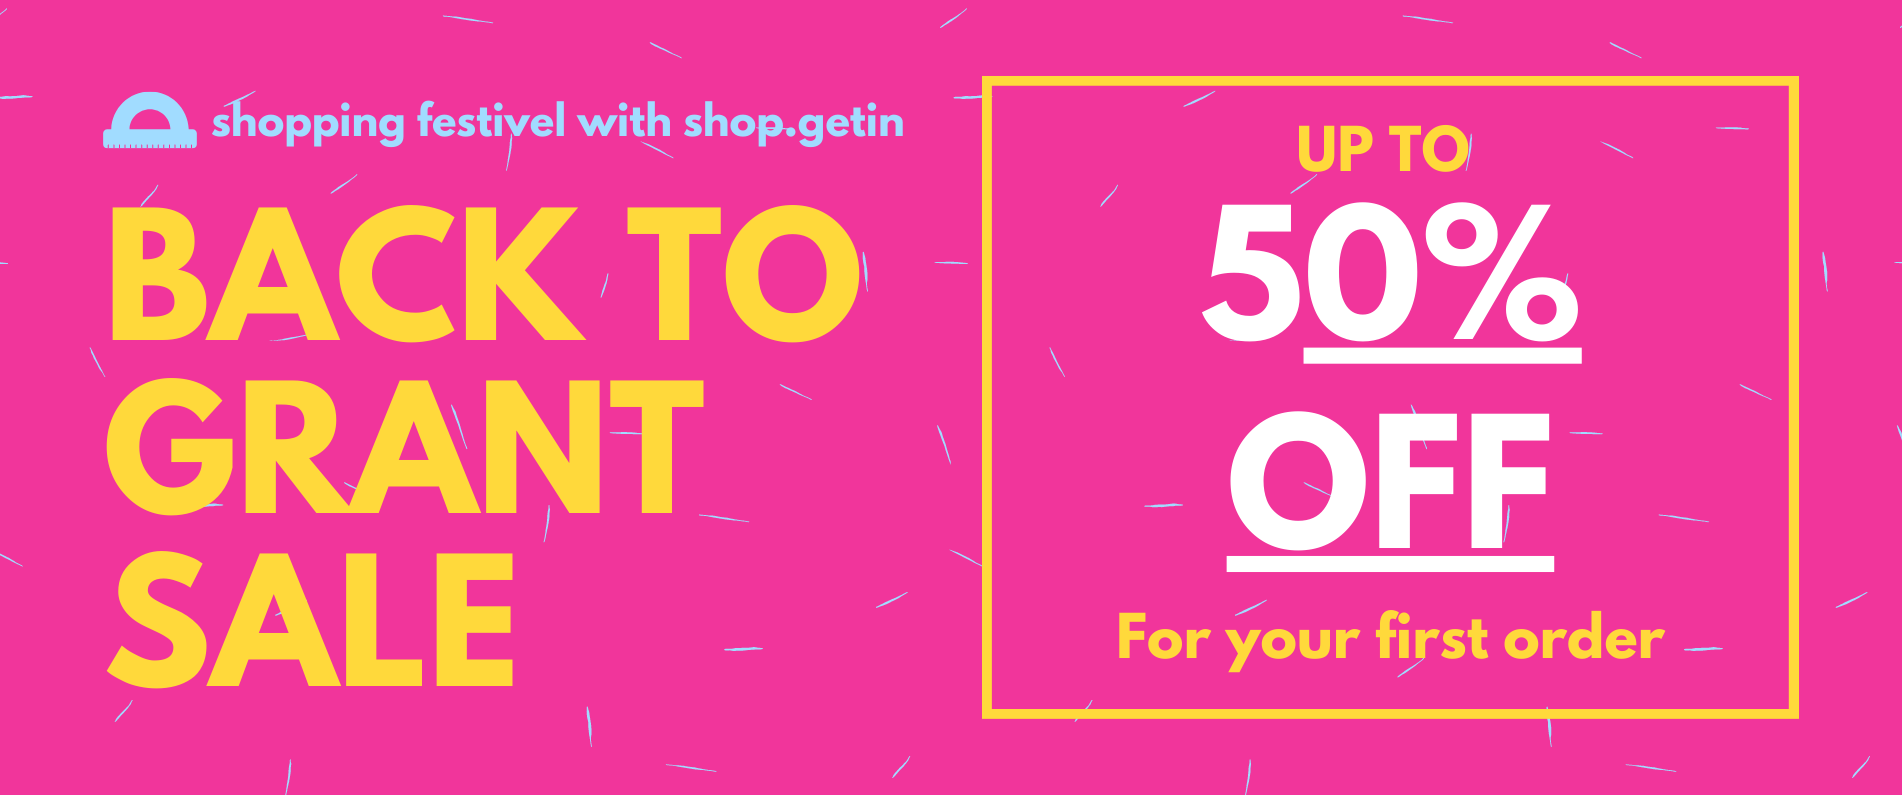 shopping festivel with shop.getin
BACK TO
GRANT
SALE
UP TO
50%
OFF
For your first order